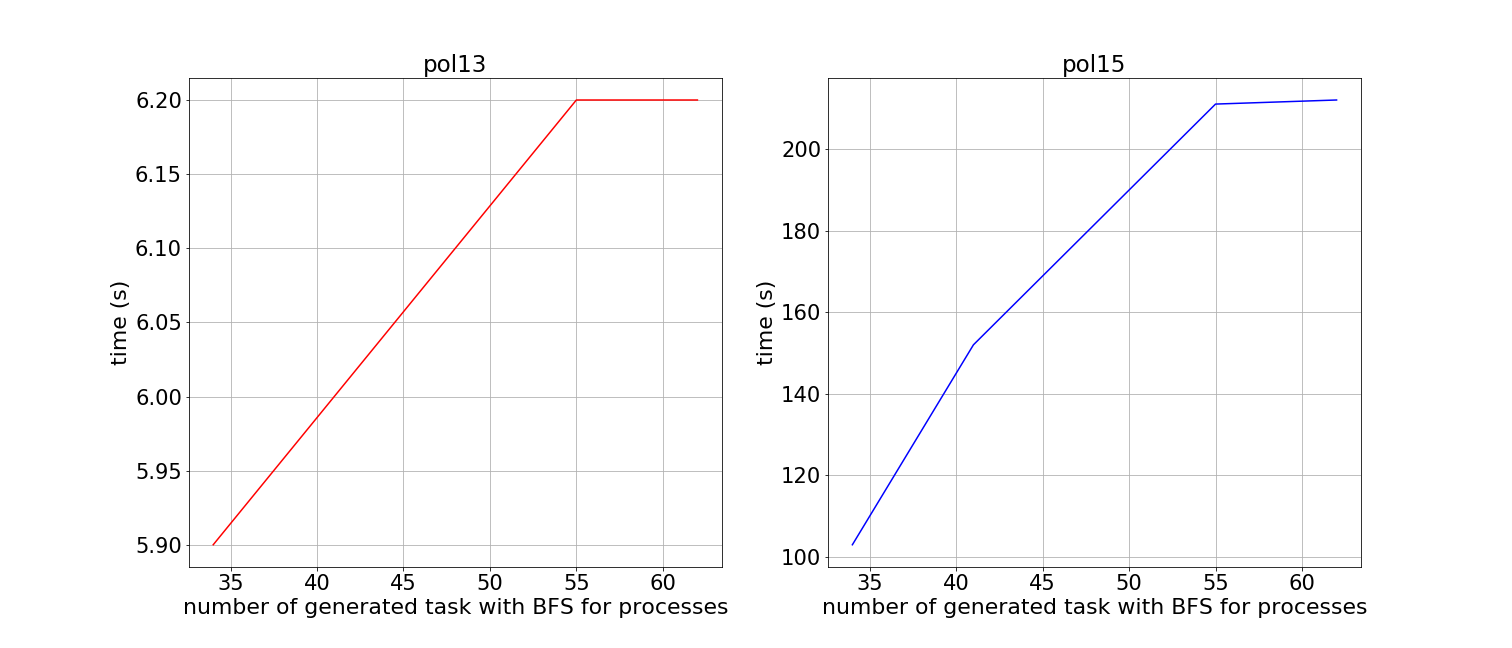 pol13
6.20
6.15
6.10
6.05
6.00
5.95
5.90
time (s)
35 40 45 50 55 60
number of generated task with BFS for processes
pol15
200
180
160
140
120
100
time (s)
35 40 45 50 55 60
number of generated task with BFS for processes